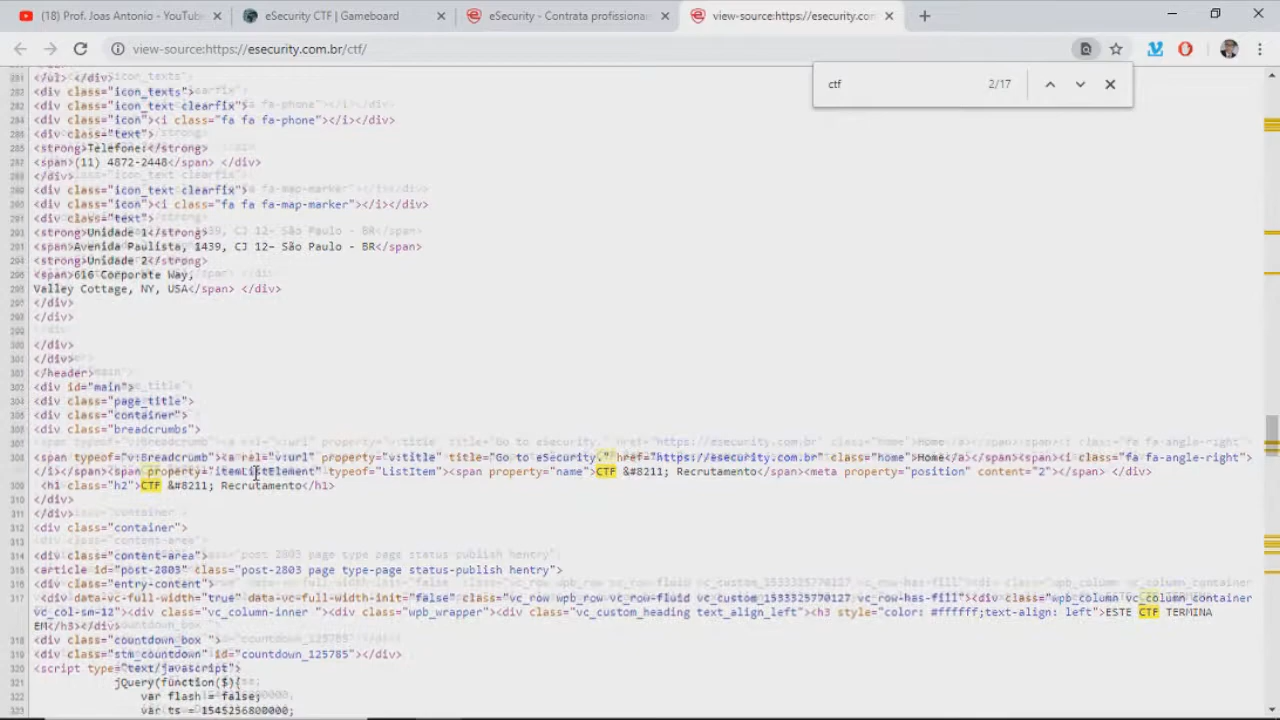 (18) Prof. Joas Antonio - YouTube
eSecurity CTF | Gameboard
eSecurity - Contrata profissiona
view-source:https://esecurity.com
view-source:https://esecurity.com.br/ctf/
ctf
2/17
</ul> </div>
<div class="icon_texts">
<div class="icon_text clearfix">
<div class="icon"><i class="fa fa fa-phone"></i></div>
<div class="text">
<strong>Telefone:</strong>
<span>(11) 4872-2448</span> </div>
</div>
<div class="icon_text clearfix">
<div class="icon"><i class="fa fa fa-map-marker"></i></div>
<div class="text">
<strong>Unidade 1</strong>
<span>Avenida Paulista, 1439, CJ 12- São Paulo - BR</span>
<strong>Unidade 2</strong>
<span>616 Corporate Way,
Valley Cottage, NY, USA</span> </div>
</div>
</div>
</div>
</div>
</header>
<div id="main">
<div class="page_title">
<div class="container">
<div class="breadcrumbs">
<span typeof="v:Breadcrumb"><a rel="v:url" property="v:title" title="Go to eSecurity." href="https://esecurity.com.br" class="home">Home</a></span><span><i class="fa fa-angle-right">
</i></span><span property="itemListElement" typeof="ListItem"><span property="name">CTF &#8211; Recrutamento</span><meta property="position" content="2"></span> </div>
<h1 class="h2">CTF &#8211; Recrutamento</h1>
</div>
</div>
<div class="container">
<div class="content-area">
<article id="post-2803" class="post-2803 page type-page status-publish hentry">
<div class="entry-content">
<div data-vc-full-width="true" data-vc-full-width-init="false" class="vc_row wpb_row vc_row-fluid vc_custom_1533325770127 vc_row-has-fill"><div class="wpb_column vc_column_container
vc_col-sm-12"><div class="vc_column-inner "><div class="wpb_wrapper"><div class="vc_custom_heading text_align_left"><h3 style="color: #ffffff;text-align: left">ESTE CTF TERMINA
EM</h3></div>
<div class="countdown_box ">
<div class="stm_countdown" id="countdown_125785"></div>
<script type="text/javascript">
jQuery(function($){
var flash = false;
var ts = 1545256800000;